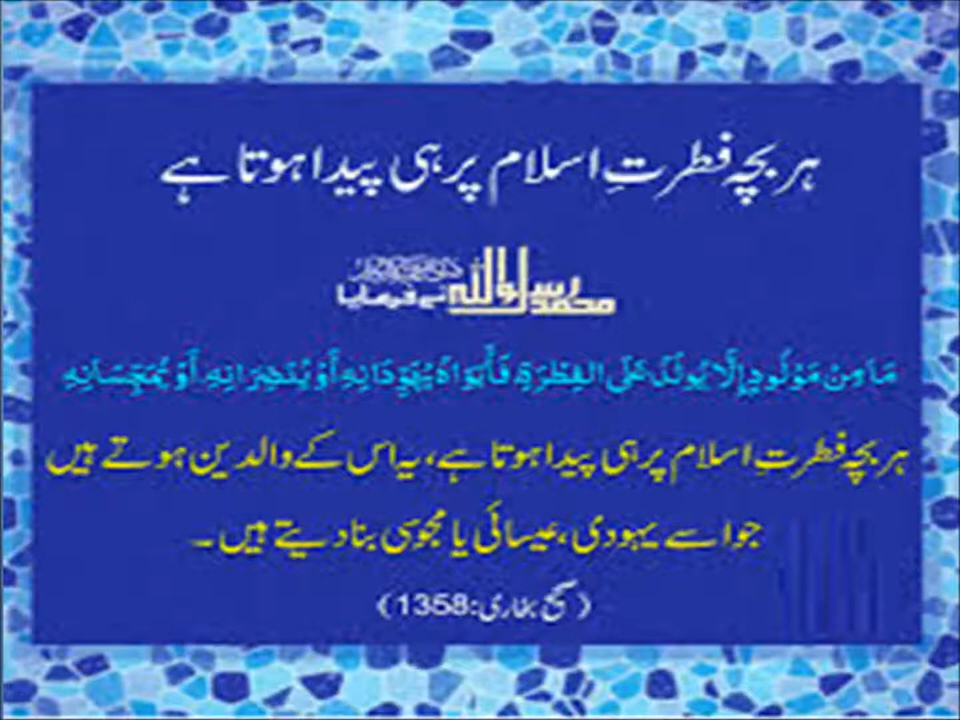 ہر بچہ فطرتِ اسلام پر ہی پیدا ہوتا ہے
محمد رسول اللہ نے فرمایا
مَا مِنْ مَوْلُودٍ إِلَّا يُولَدُ عَلَى الفِطْرَةِ، فَأَبَوَاهُ يُهَوِّدَانِهِ أَوْ يُنَصِّرَانِهِ، أَوْ يُمَجِّسَانِهِ
ہر بچہ فطرتِ اسلام پر ہی پیدا ہوتا ہے، یہ اس کے والدین ہوتے ہیں
جو اسے یہودی، عیسائی یا مجوسی بنا دیتے ہیں۔
(صحیح بخاری:1358)